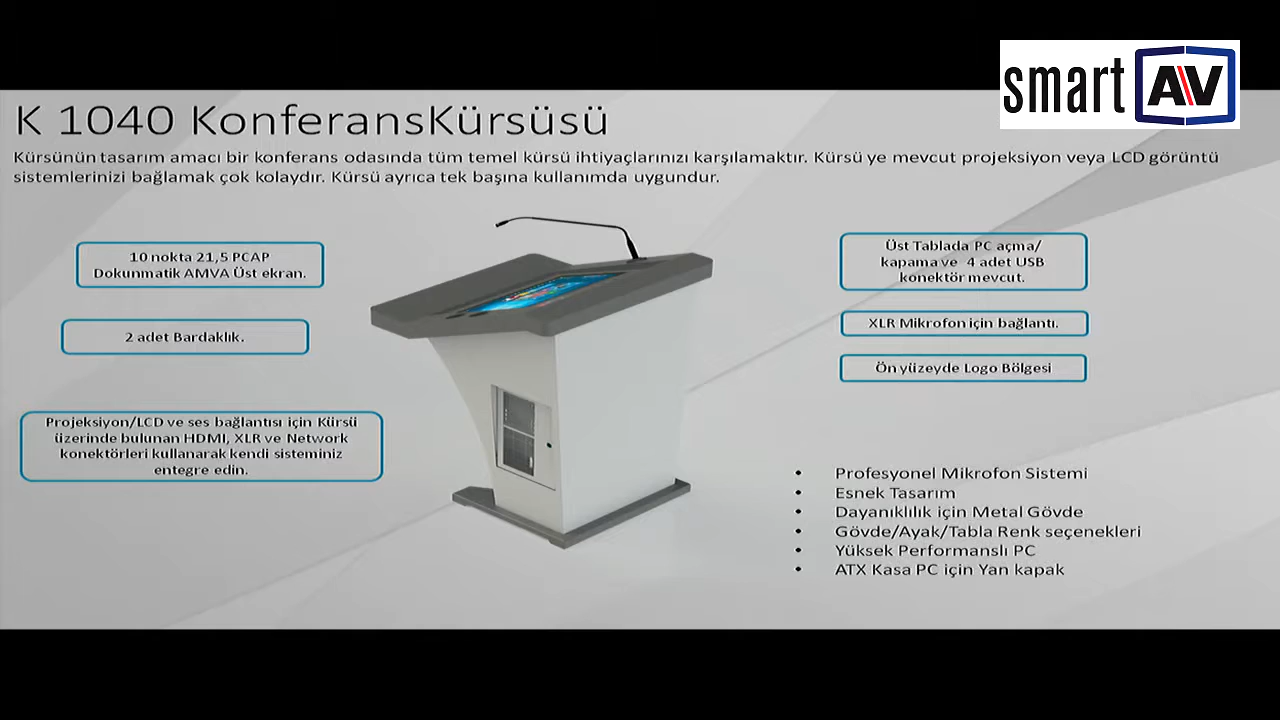 smart AV
K 1040 KonferansKürsüsü
Kürsünün tasarım amacı bir konferans odasında tüm temel kürsü ihtiyaçlarınızı karşılamaktır. Kürsü ye mevcut projeksiyon veya LCD görüntü
sistemlerinizi bağlamak çok kolaydır. Kürsü ayrıca tek başına kullanımda uygundur.
10 nokta 21,5 PCAP
Dokunmatik AMVA Üst ekran.
2 adet Bardaklık.
Projeksiyon/LCD ve ses bağlantısı için Kürsü
üzerinde bulunan HDMI, XLR ve Network
konektörleri kullanarak kendi sisteminiz
entegre edin.
Üst Tablada PC açma/
kapama ve 4 adet USB
konektör mevcut.
XLR Mikrofon için bağlantı.
Ön yüzeyde Logo Bölgesi
• Profesyonel Mikrofon Sistemi
• Esnek Tasarım
• Dayanıklılık için Metal Gövde
• Gövde/Ayak/Tabla Renk seçenekleri
• Yüksek Performanslı PC
• ATX Kasa PC için Yan kapak